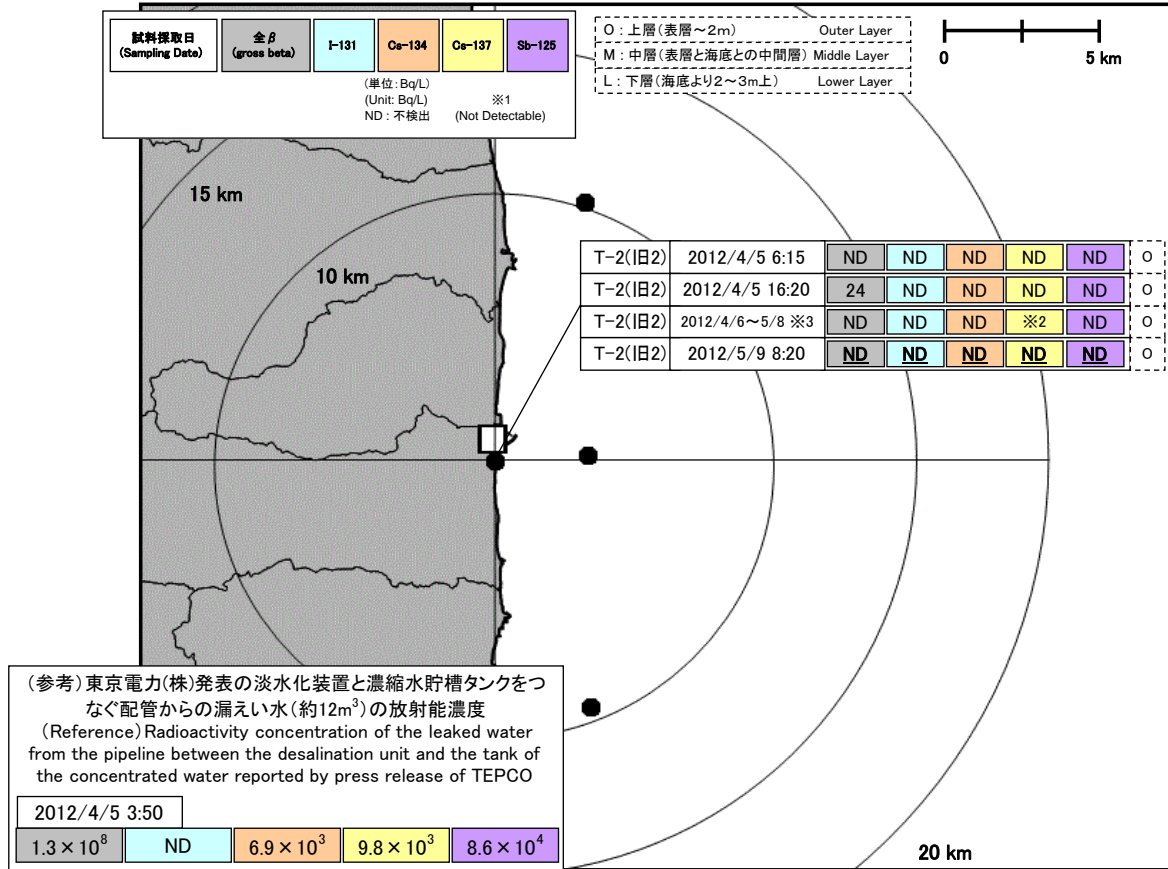 試料採取日
(Sampling Date)
全β
(gross beta)
I-131
Cs-134
Cs-137
Sb-125
(単位:Bq/L)
(Unit: Bq/L)
ND:不検出
※1
(Not Detectable)
O:上層(表層~2m) Outer Layer
M:中層(表層と海底との中間層) Middle Layer
L:下層(海底より2~3m上) Lower Layer
0 5 km
15 km
10 km
T-2(旧2) 2012/4/5 6:15 ND ND ND ND ND O
T-2(旧2) 2012/4/5 16:20 24 ND ND ND ND O
T-2(旧2) 2012/4/6~5/8 ※3 ND ND ND ※2 ND O
T-2(旧2) 2012/5/9 8:20 ND ND ND ND ND O
(参考)東京電力(株)発表の淡水化装置と濃縮水貯槽タンクをつ
なぐ配管からの漏えい水(約12m³)の放射能濃度
(Reference)Radioactivity concentration of the leaked water
from the pipeline between the desalination unit and the tank of
the concentrated water reported by press release of TEPCO
2012/4/5 3:50
1.3×10⁸ ND 6.9×10³ 9.8×10³ 8.6×10⁴
20 km